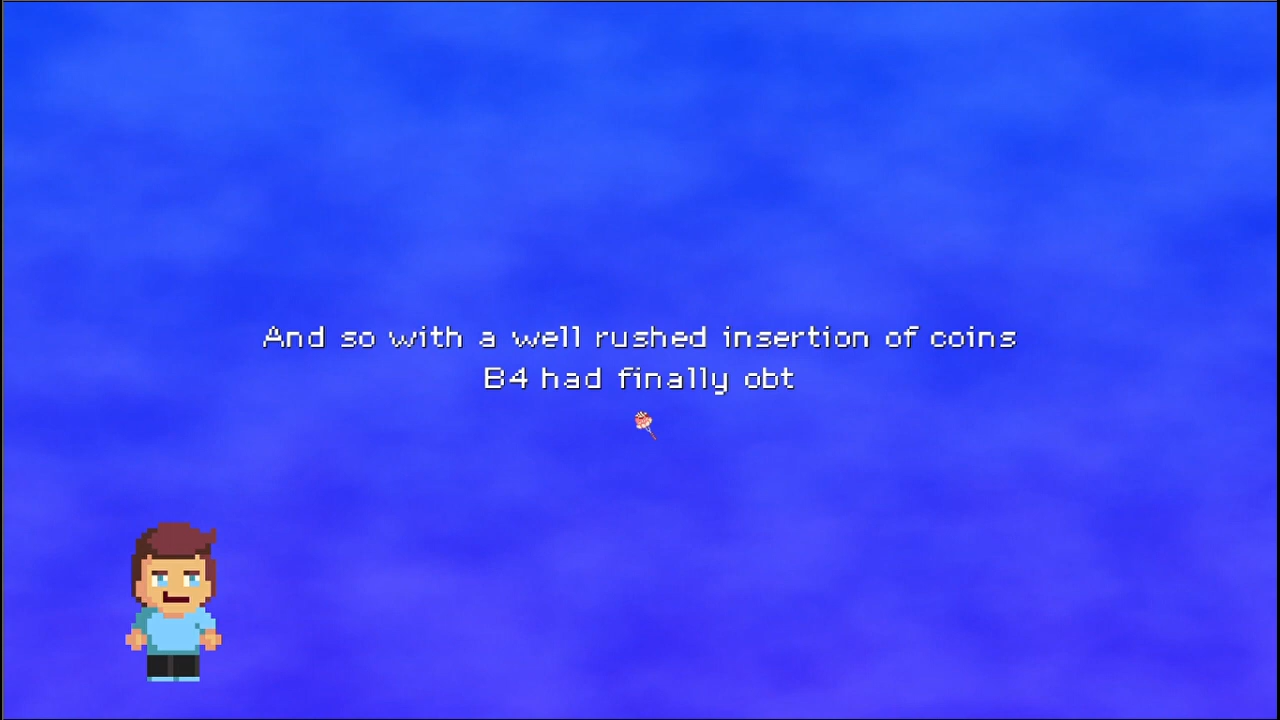 And so with a well rushed insertion of coins
B4 had finally obt